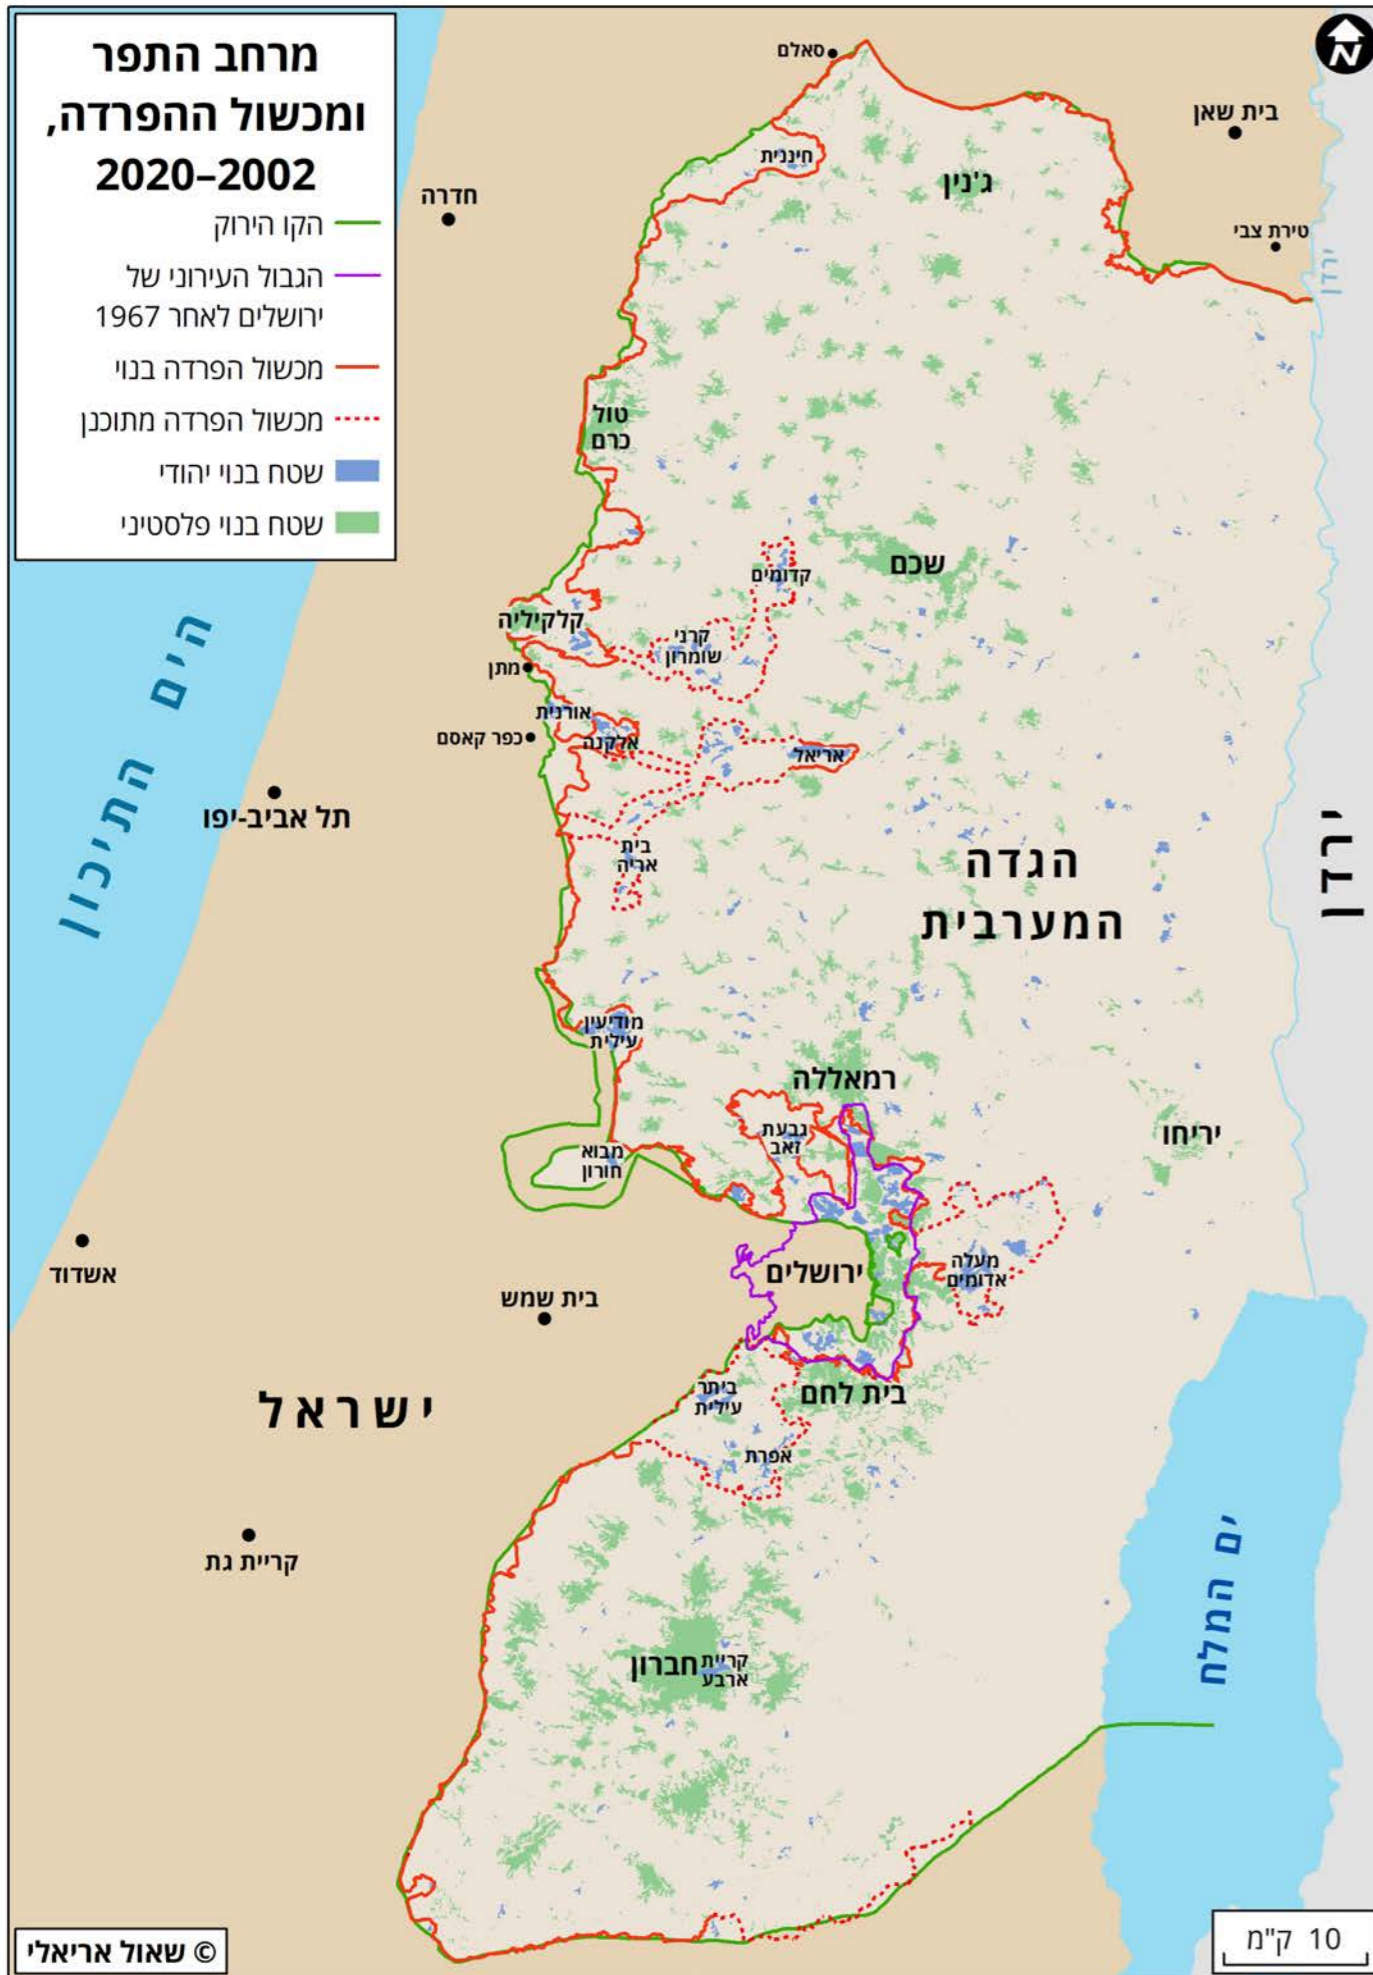 מרחב התפר
ומכשול ההפרדה,
2020–2002
הקו הירוק
הגבול העירוני של
ירושלים לאחר 1967
מכשול הפרדה בנוי
מכשול הפרדה מתוכנן
שטח בנוי יהודי
שטח בנוי פלסטיני
N
סאלם
בית שאן
חיננית
ג'נין
חדרה
טירת צבי
ירדן
טול
כרם
שכם
קדומים
קלקיליה
קרני
שומרון
מתן
אורנית
כפר קאסם
אלקנה
אריאל
הים התיכון
תל אביב-יפו
בית
אריה
הגדה
המערבית
ירדן
מודיעין
עילית
רמאללה
גבעת
זאב
יריחו
מבוא
חורון
אשדוד
ירושלים
מעלה
אדומים
בית שמש
ישראל
ביתר
עילית
בית לחם
אפרת
קריית גת
ים המלח
חברון
קריית
ארבע
© שאול אריאלי
10 ק"מ